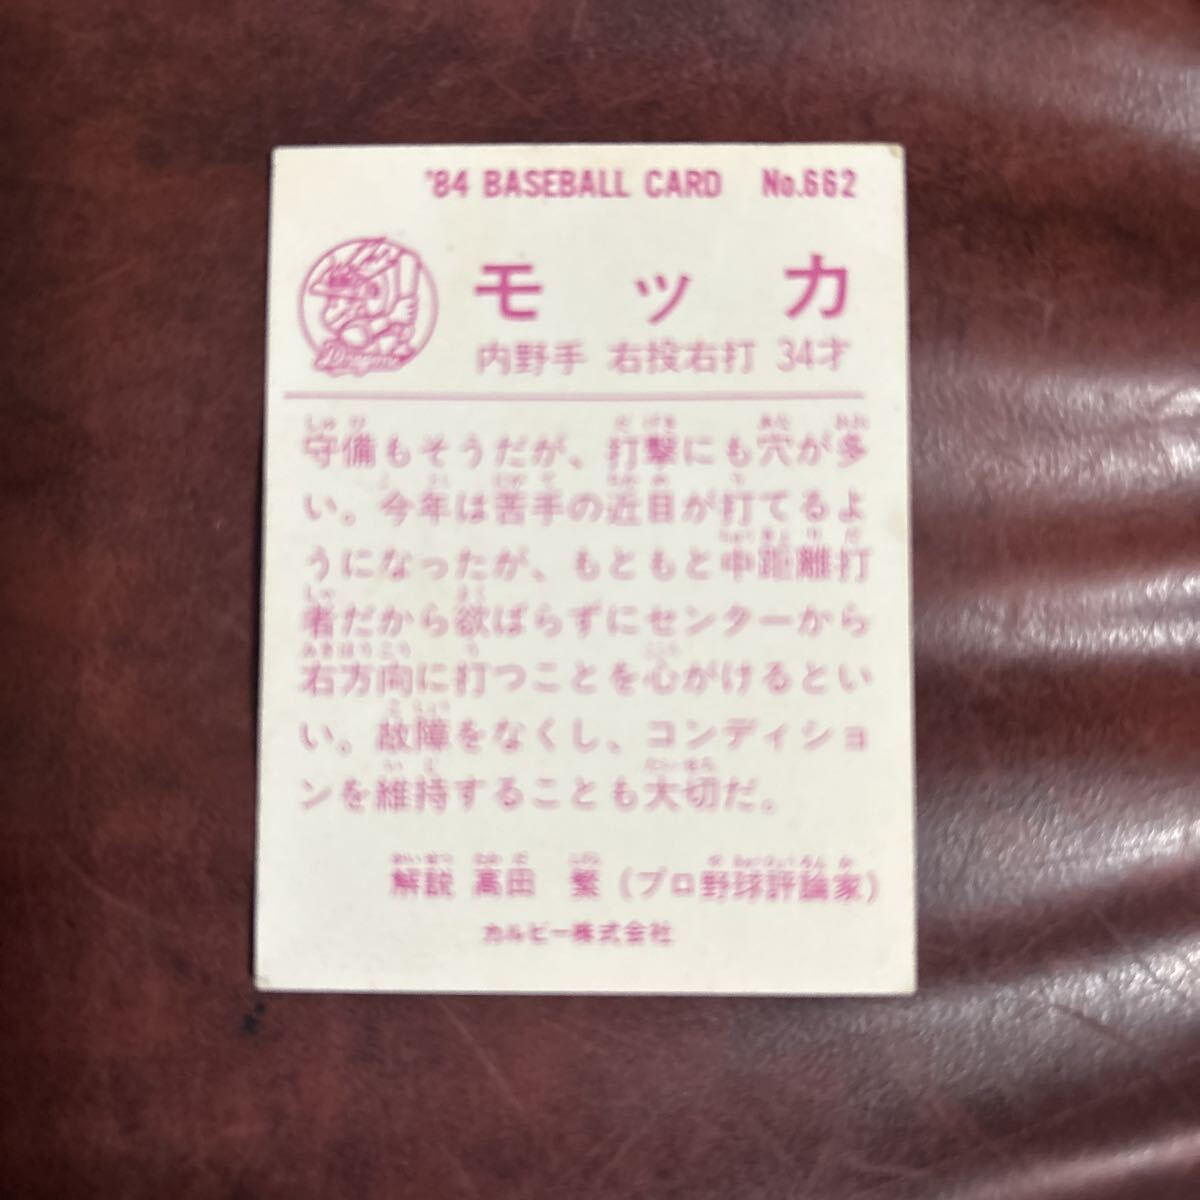 '84 BASEBALL CARD No.662
モッカ
Dragons
内野手 右投右打 34才
守備もそうだが、打撃にも穴が多
い。今年は苦手の近目が打てるよ
うになったが、もともと中距離打
者だから欲ばらずにセンターから
右方向に打つことを心がけるとい
い。故障をなくし、コンディショ
ンを維持することも大切だ。
解説 高田 繁 (プロ野球評論家)
カルビー株式会社